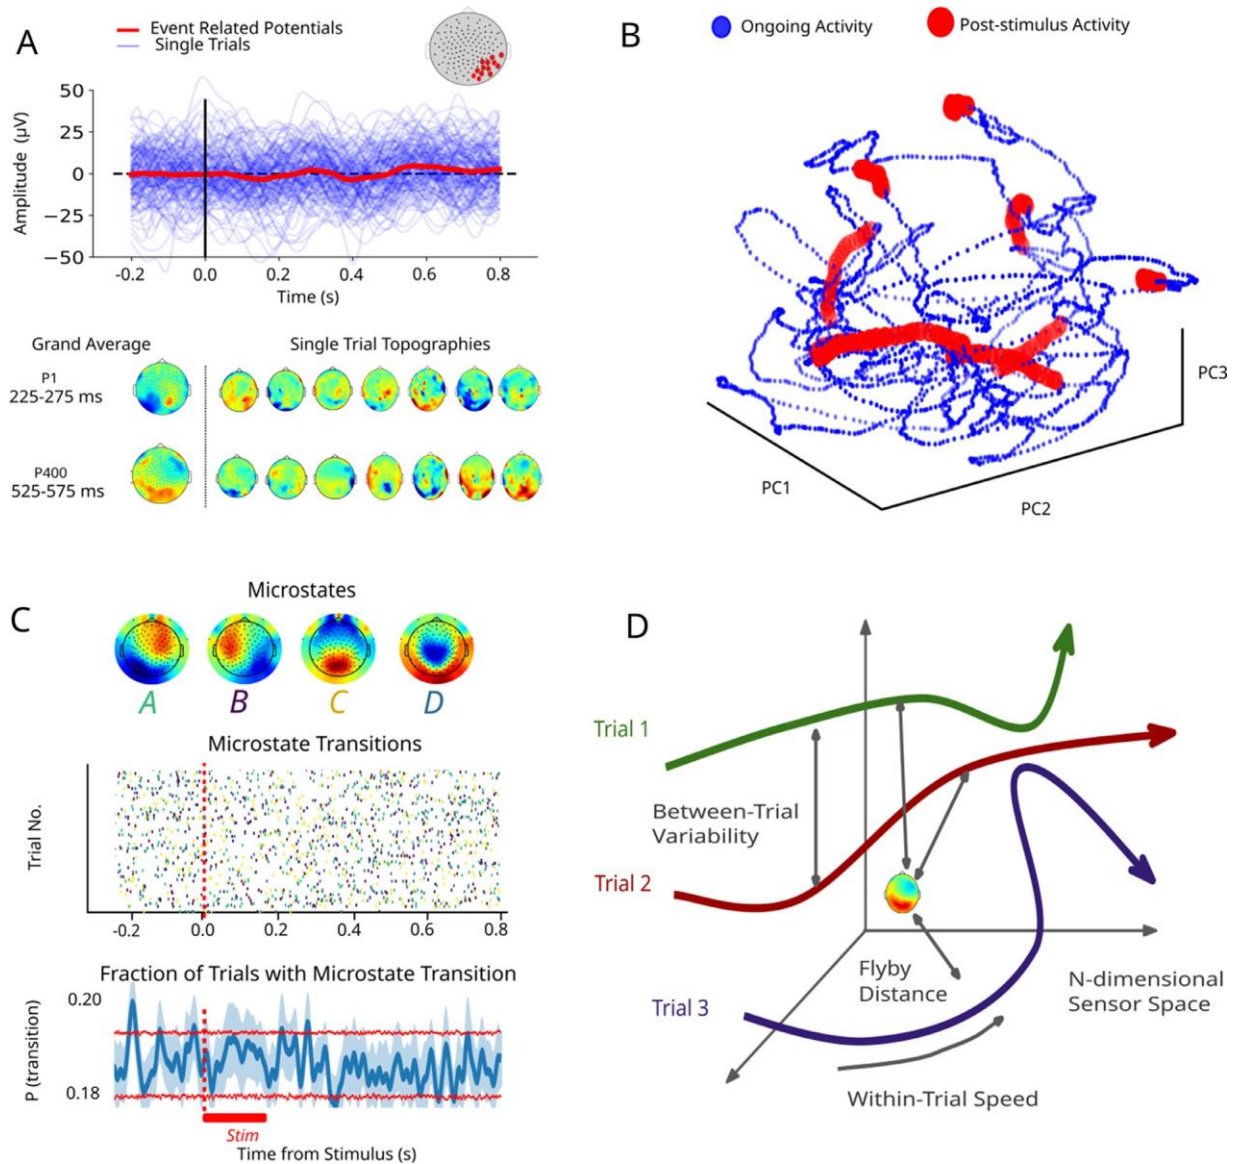 A
Event Related Potentials
Single Trials
Amplitude (μV)
50
25
0
−25
−50
-0.2
0.0
0.2
0.4
0.6
0.8
Time (s)
Grand Average
Single Trial Topographies
P1
225-275 ms
P400
525-575 ms
B
Ongoing Activity
Post-stimulus Activity
PC1
PC2
PC3
C
Microstates
A
B
C
D
Microstate Transitions
Trial No.
-0.2
0.0
0.2
0.4
0.6
0.8
Fraction of Trials with Microstate Transition
P (transition)
0.20
0.18
Stim
Time from Stimulus (s)
D
Trial 1
Between-Trial
Variability
Trial 2
Flyby
Distance
N-dimensional
Sensor Space
Trial 3
Within-Trial Speed